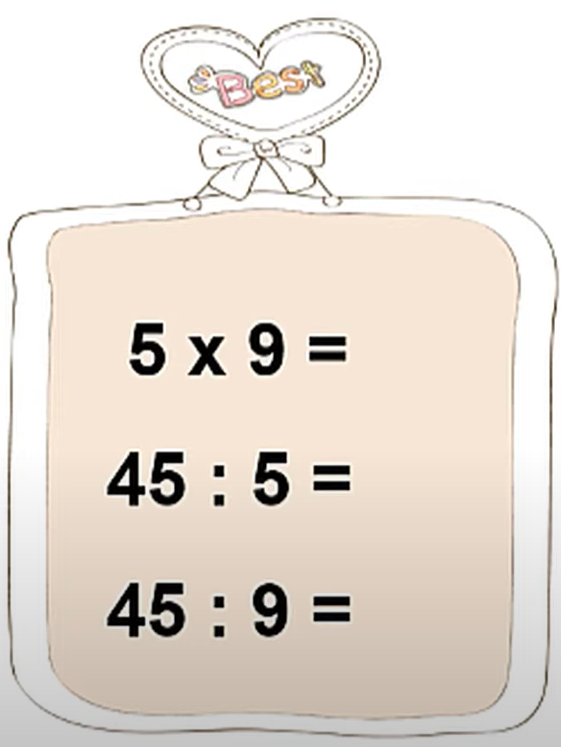 Best
5 x 9 =
45 : 5 =
45 : 9 =